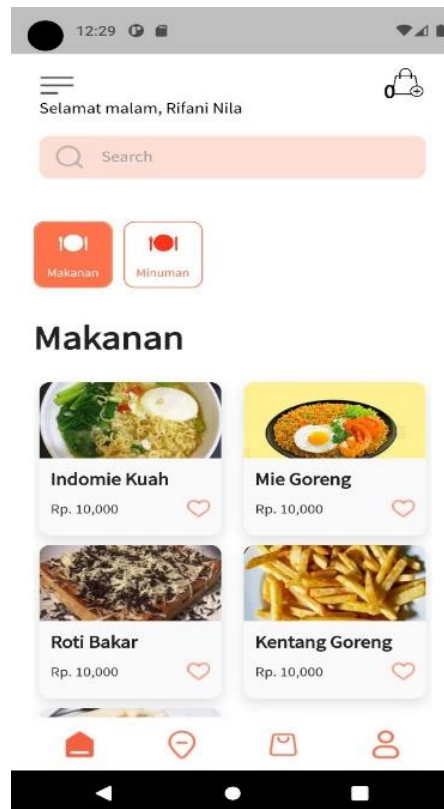 12:29
0
Selamat malam, Rifani Nila
Search
Makanan
Minuman
Makanan
Indomie Kuah
Mie Goreng
Rp. 10,000
Rp. 10,000
Roti Bakar
Kentang Goreng
Rp. 10,000
Rp. 10,000